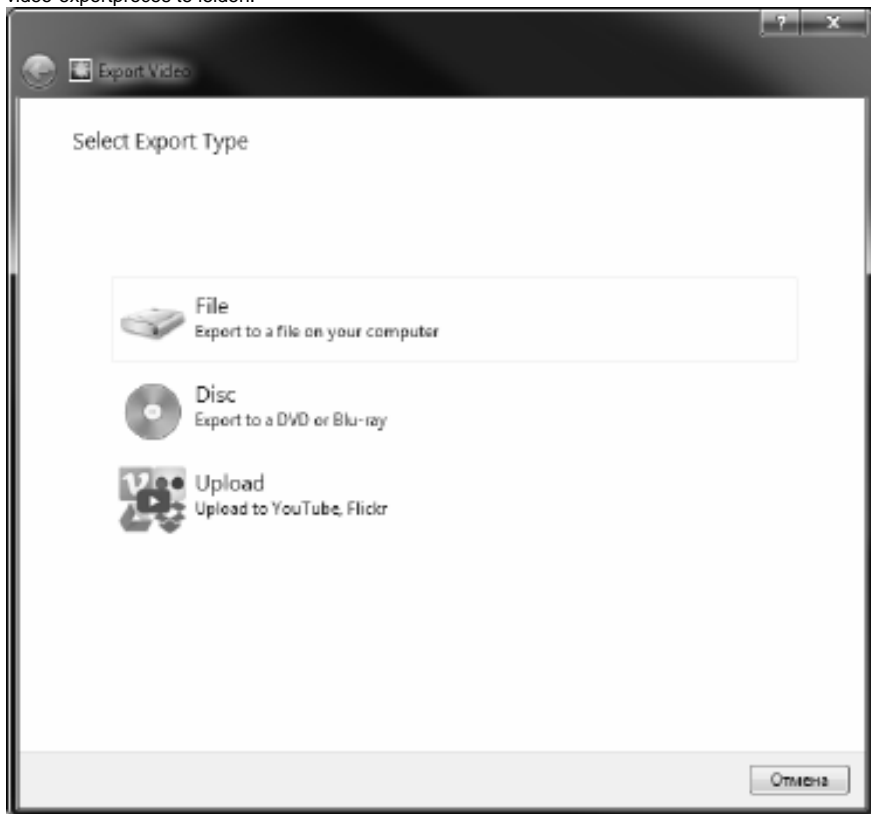 ? x
Export Video
Select Export Type
File
Export to a file on your computer
Disc
Export to a DVD or Blu-ray
Upload
Upload to YouTube, Flickr
Отмена